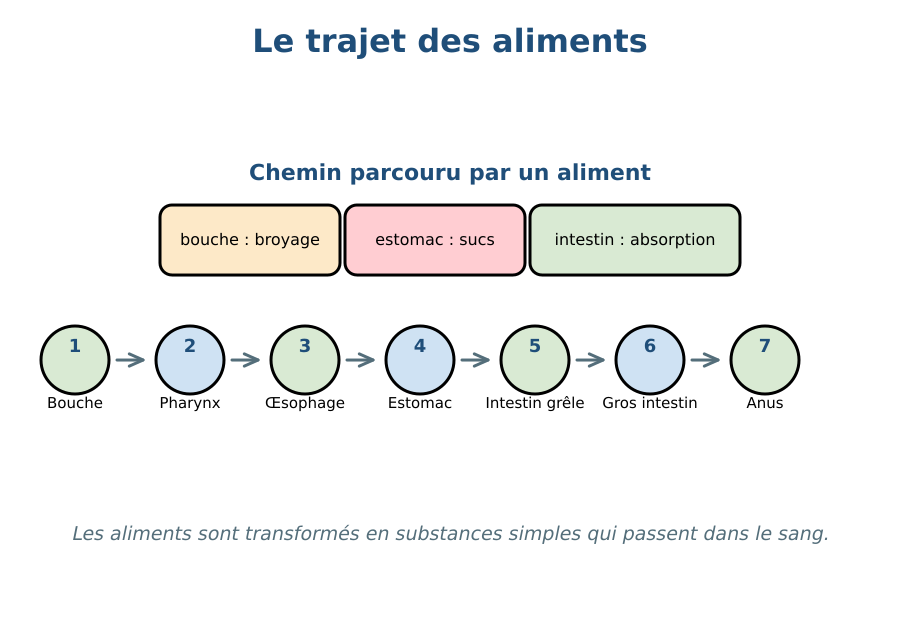 Le trajet des aliments
Chemin parcouru par un aliment
bouche : broyage estomac : sucs intestin : absorption
1 2 3 4 5 6 7
Bouche Pharynx Œsophage Estomac Intestin grêle Gros intestin Anus
Les aliments sont transformés en substances simples qui passent dans le sang.